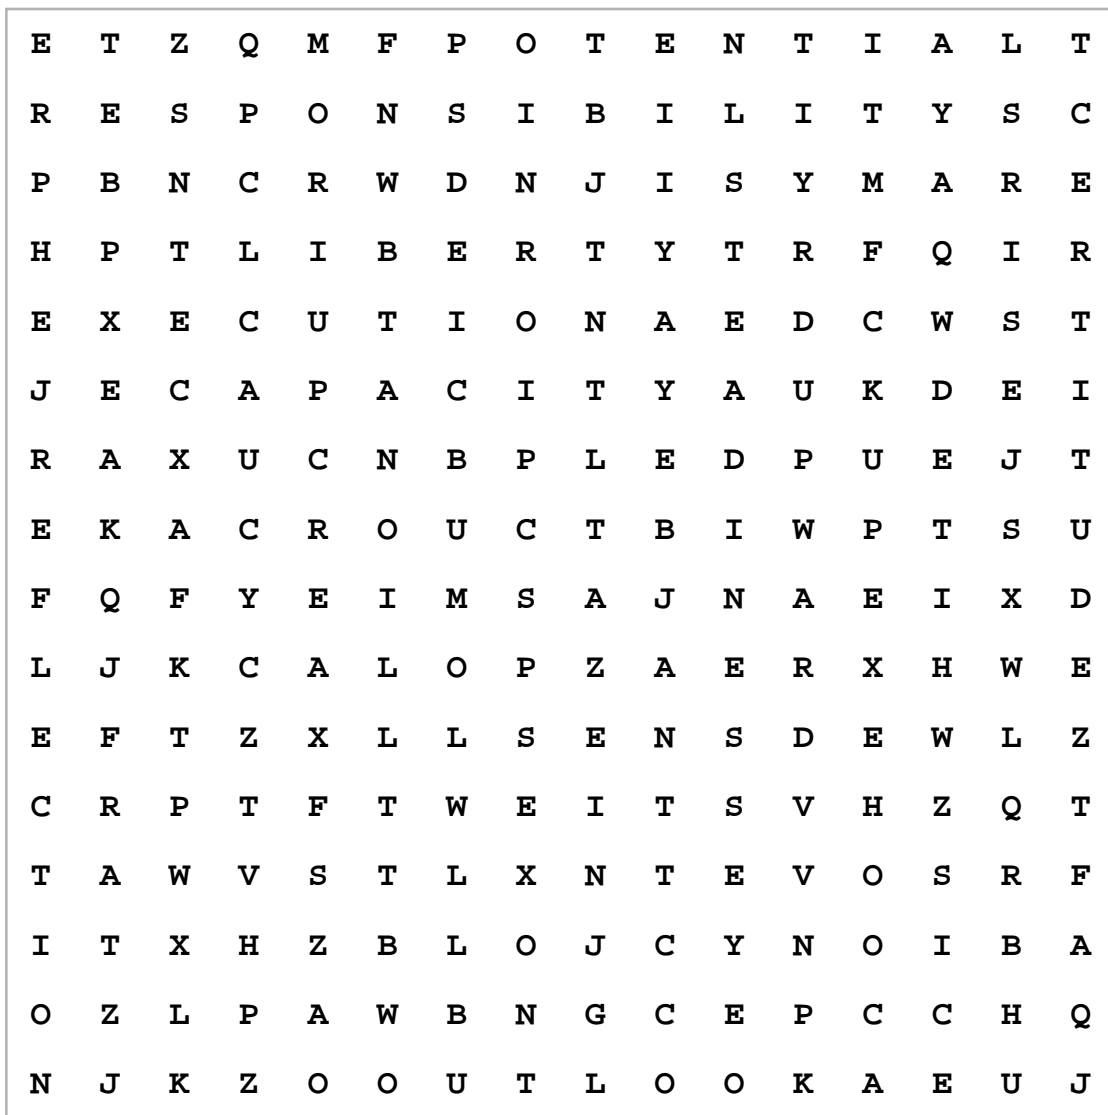 E T Z Q M F P O T E N T I A L T
R E S P O N S I B I L I T Y S C
P B N C R W D N J I S Y M A R E
H P T L I B E R T Y T R F Q I R
E X E C U T I O N A E D C W S T
J E C A P A C I T Y A U K D E I
R A X U C N B P L E D P U E J T
E K A C R O U C T B I W P T S U
F Q F Y E I M S A J N A E I X D
L J K C A L O P Z A E R X H W E
E F T Z X L L S E N S D E W L Z
C R P T F T W E I T S V H Z Q T
T A W V S T L X N T E V O S R F
I T X H Z B L O J C Y N O I B A
O Z L P A W B N G C E P C C H Q
N J K Z O O U T L O O K A E U J